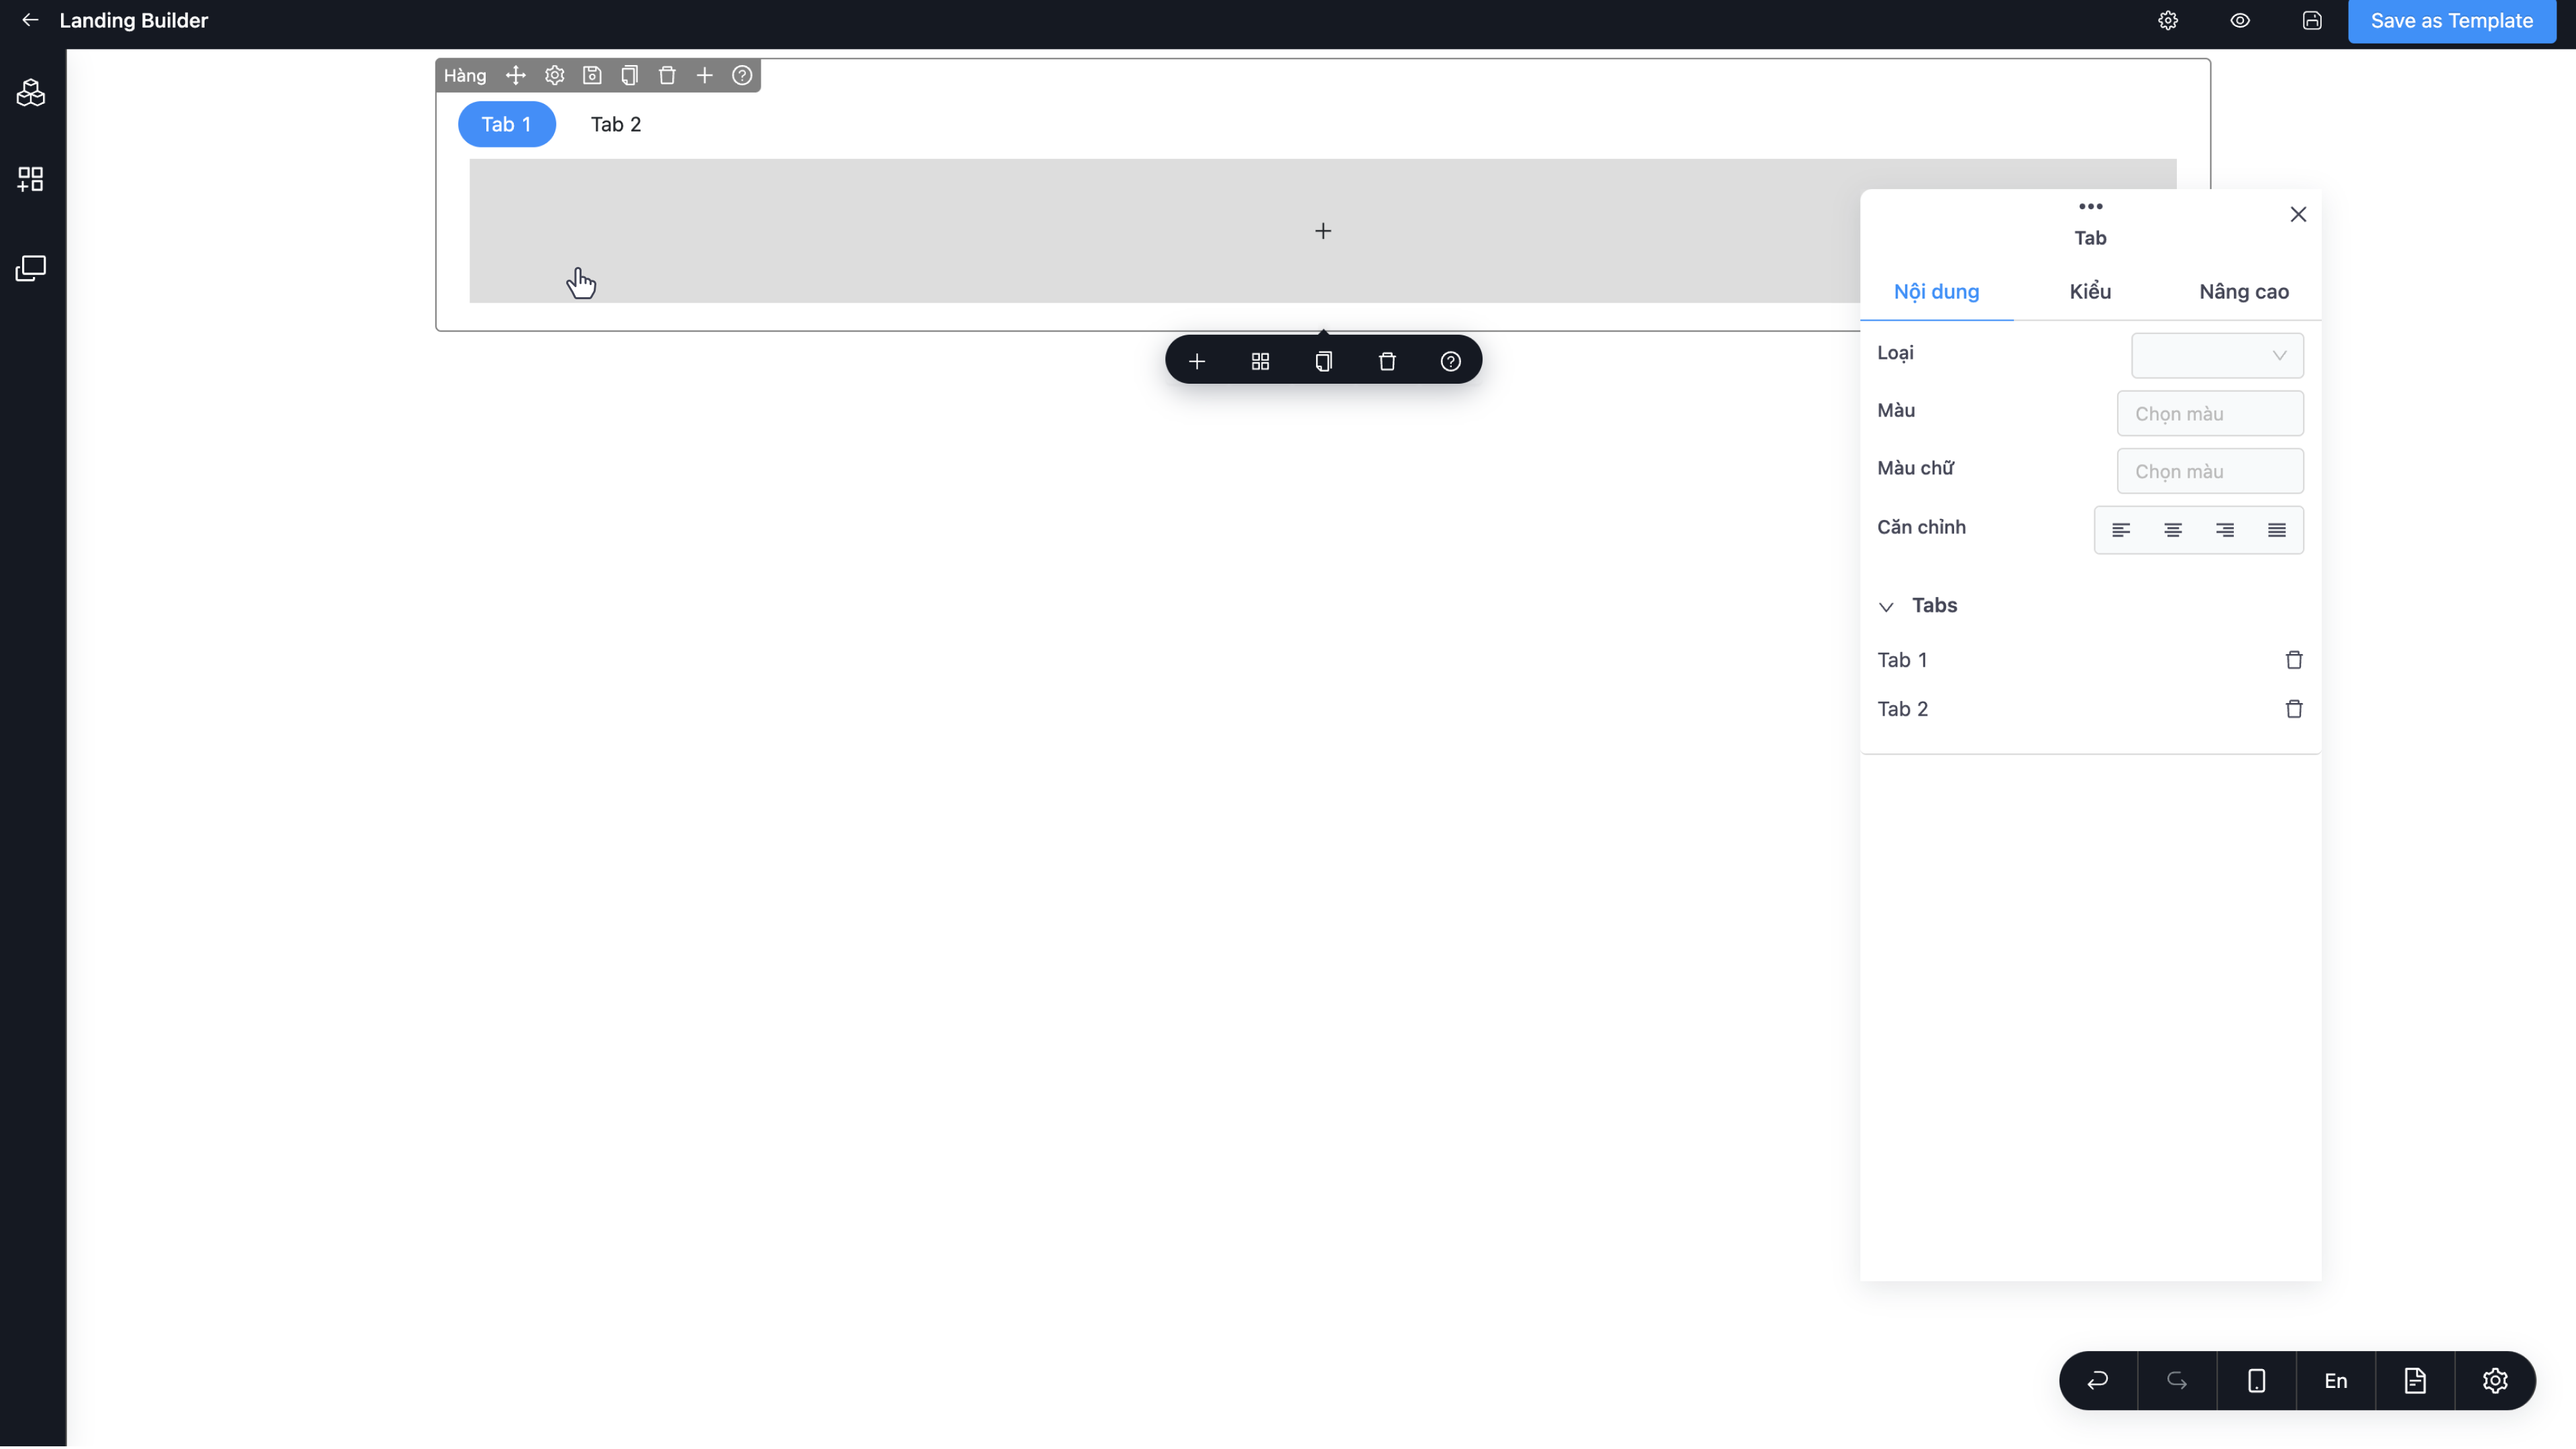 Landing Builder
Save as Template
Hàng
Tab 1
Tab 2
Tab
Nội dung
Kiểu
Nâng cao
Loại
Màu
Chọn màu
Màu chữ
Chọn màu
Căn chỉnh
Tabs
Tab 1
Tab 2
En